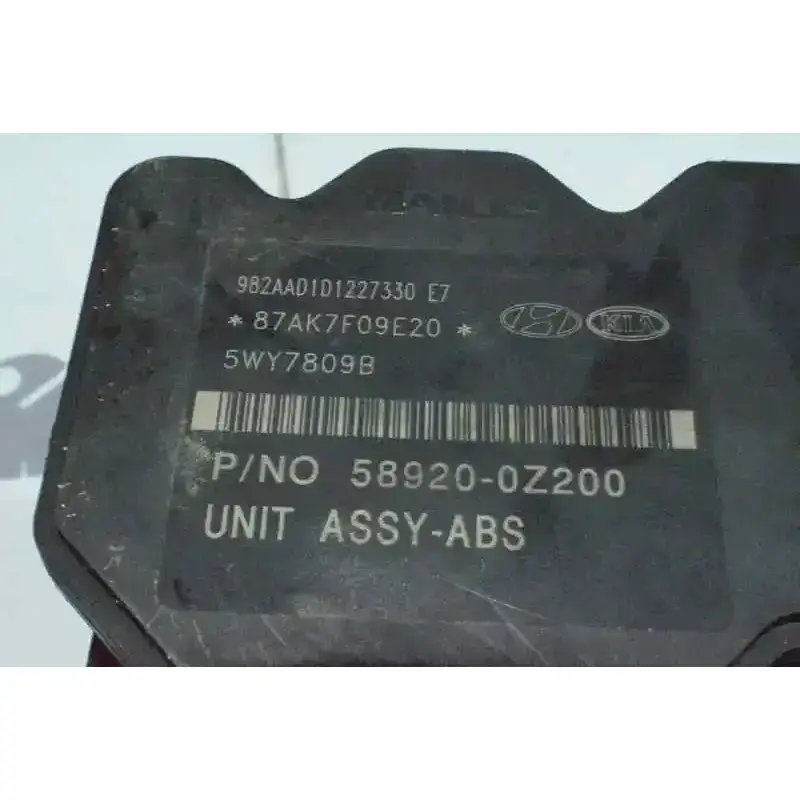 982AAD1D1227330 E7
*87AK7F09E20*
5WY7809B
KIA
P/NO 58920-0Z200
UNIT ASSY-ABS